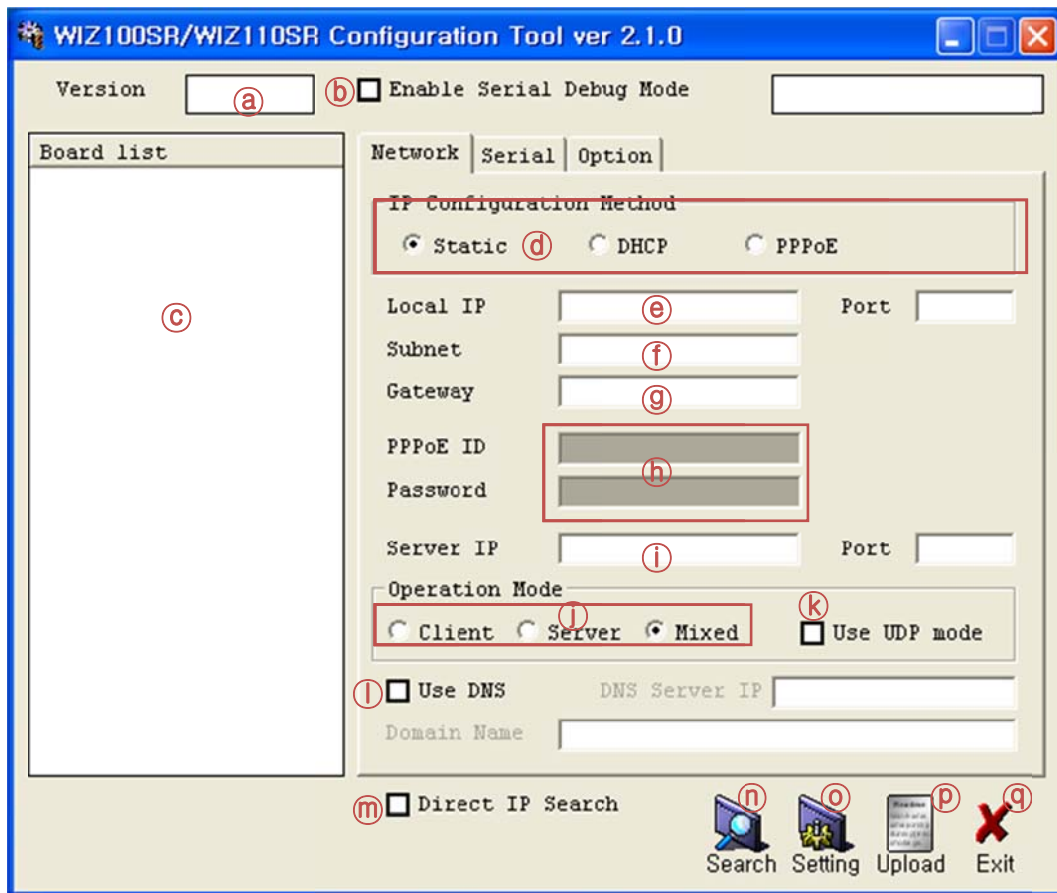 WIZ100SR/WIZ110SR Configuration Tool ver 2.1.0
Version ⓐ ⓑ Enable Serial Debug Mode
Board list
ⓒ
Network Serial Option
IP Configuration Method
Static ⓓ DHCP PPPoE
Local IP ⓔ Port
Subnet ⓕ
Gateway ⓖ
PPPoE ID
ⓗ
Password
Server IP ⓘ Port
Operation Mode
ⓙ ⓚ
Client Server Mixed Use UDP mode
ⓛ Use DNS DNS Server IP
Domain Name
ⓜ Direct IP Search
ⓝ ⓞ ⓟ ⓠ
Search Setting Upload Exit